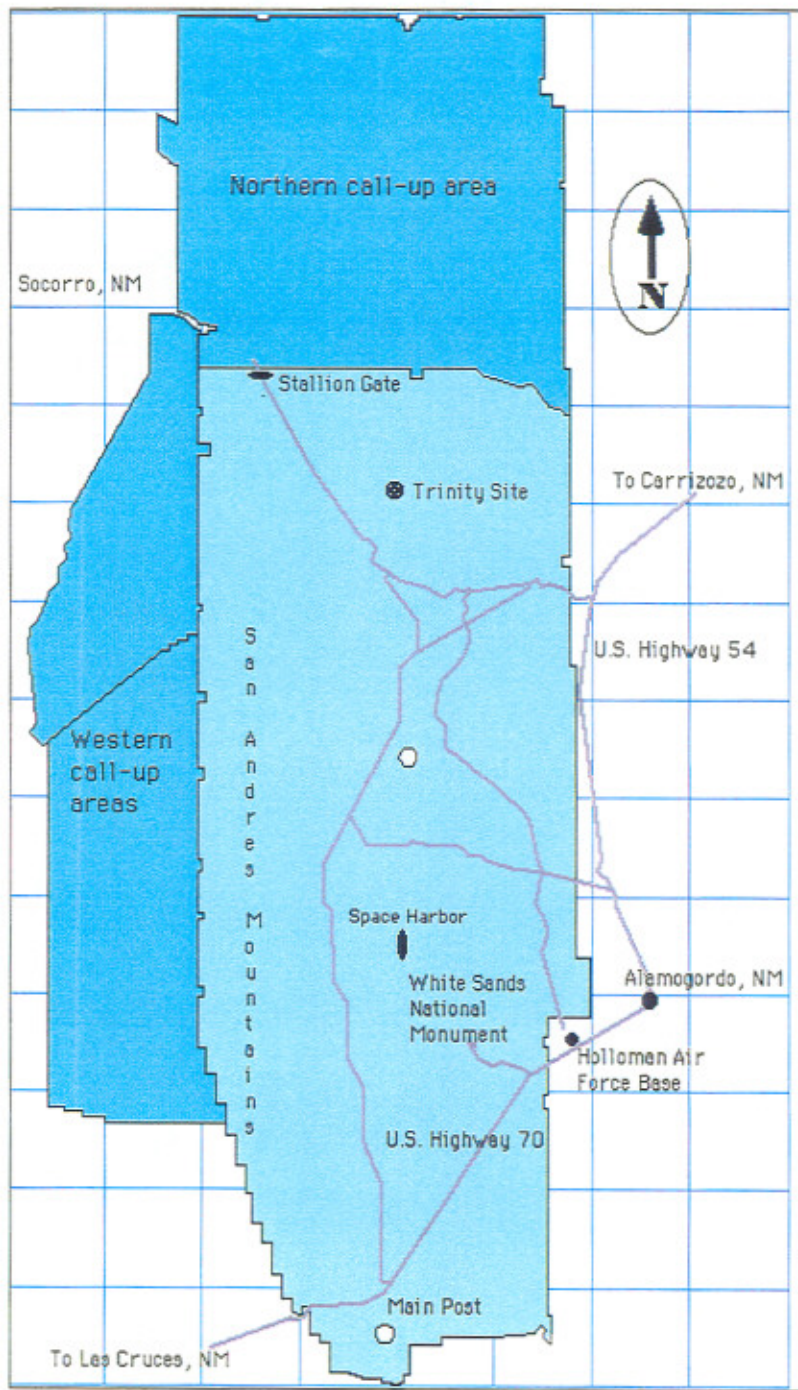 Northern call-up area
N
Socorro, NM
Stallion Gate
To Carrizozo, NM
Trinity Site
San Andres Mountains
U.S. Highway 54
Western
call-up
areas
Space Harbor
Alamogordo, NM
White Sands
National
Monument
Holloman Air
Force Base
U.S. Highway 70
Main Post
To Las Cruces, NM